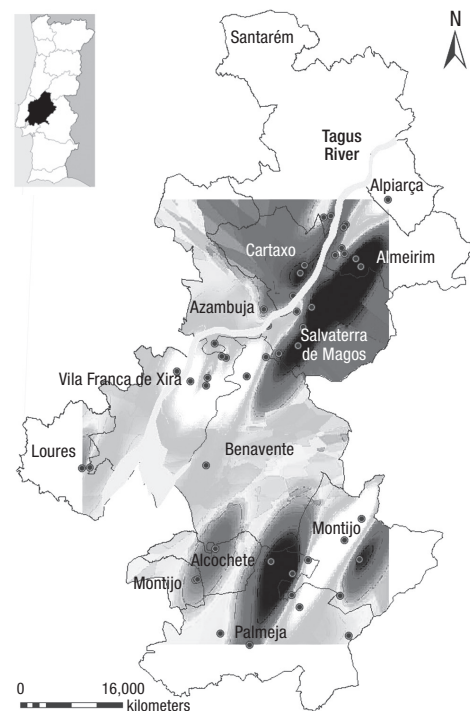 N
Santarém
Tagus
River
Alpiarça
Cartaxo
Almeirim
Azambuja
Salvaterra
de Magos
Vila Franca de Xira
Loures
Benavente
Montijo
Alcochete
Montijo
Palmeja
0 16,000
kilometers